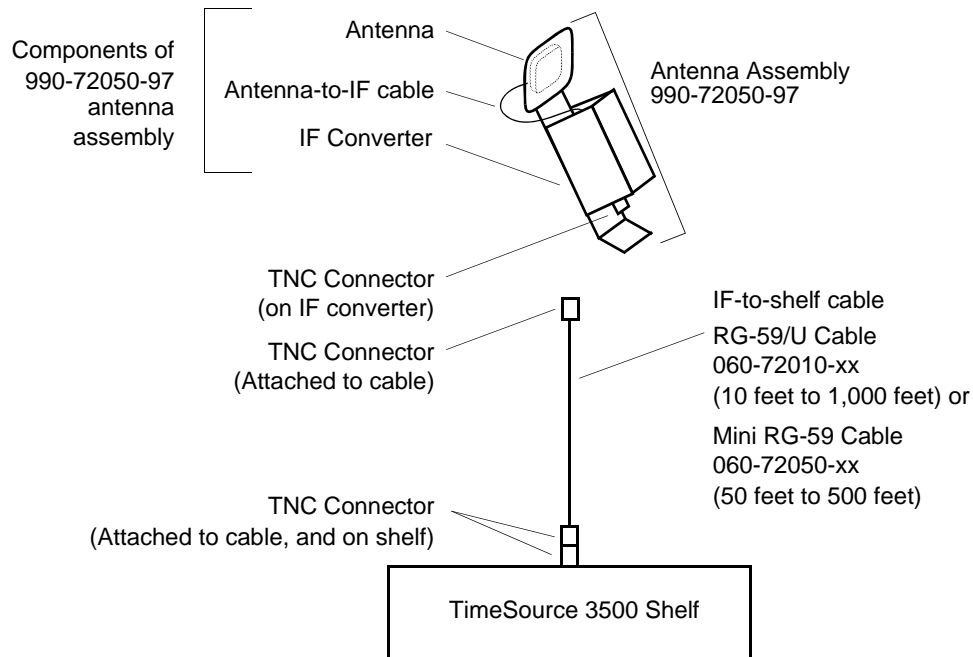 Components of
990-72050-97
antenna
assembly
Antenna
Antenna-to-IF cable
IF Converter
Antenna Assembly
990-72050-97
TNC Connector
(on IF converter)
TNC Connector
(Attached to cable)
IF-to-shelf cable
RG-59/U Cable
060-72010-xx
(10 feet to 1,000 feet) or
Mini RG-59 Cable
060-72050-xx
(50 feet to 500 feet)
TNC Connector
(Attached to cable, and on shelf)
TimeSource 3500 Shelf